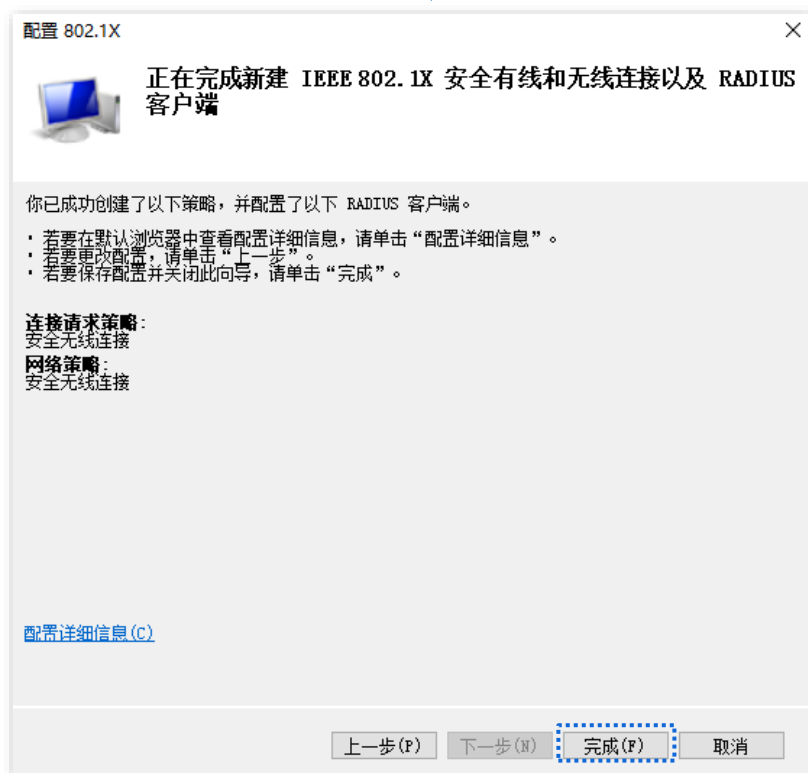 配置 802.1X
正在完成新建 IEEE 802.1X 安全有线和无线连接以及 RADIUS
客户端
你已成功创建了以下策略，并配置了以下 RADIUS 客户端。
· 若要在默认浏览器中查看配置详细信息，请单击“配置详细信息”。
· 若要更改配置，请单击“上一步”。
· 若要保存配置并关闭此向导，请单击“完成”。
连接请求策略：
安全无线连接
网络策略：
安全无线连接
配置详细信息(C)
上一步(P) 下一步(N) 完成(F) 取消